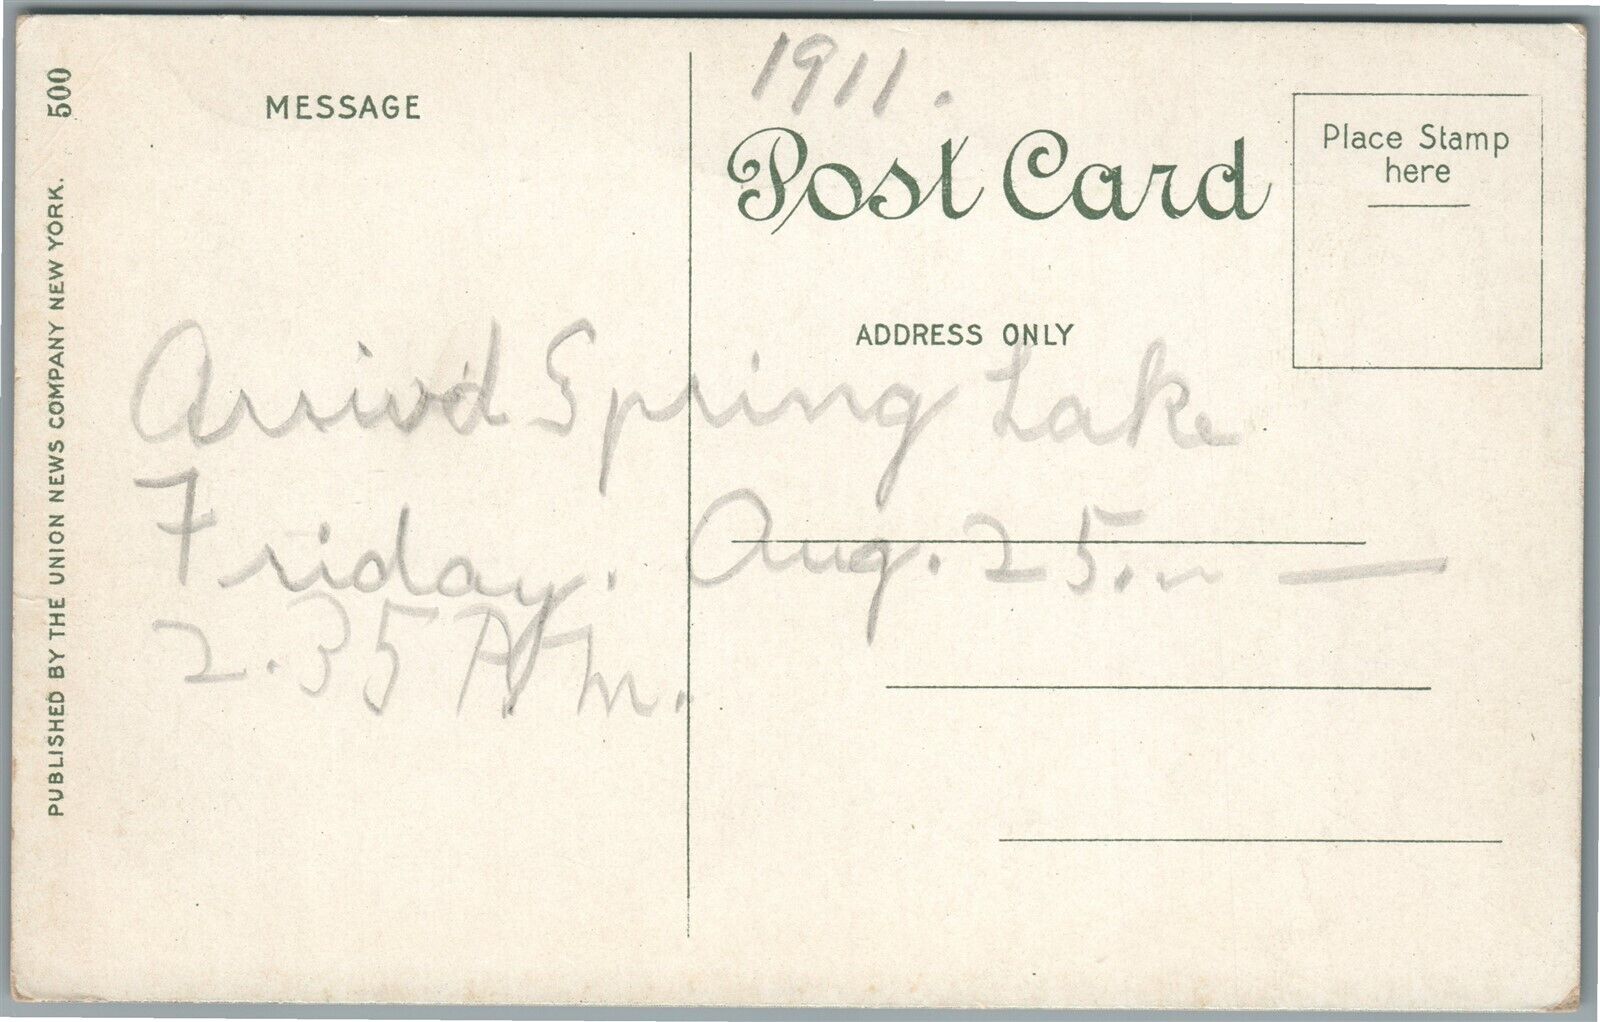 1911.
500
MESSAGE
Post Card
Place Stamp
here
ADDRESS ONLY
Arriv'd Spring Lake
Friday. Aug. 25.
2.35 A.M.
PUBLISHED BY THE UNION NEWS COMPANY NEW YORK.